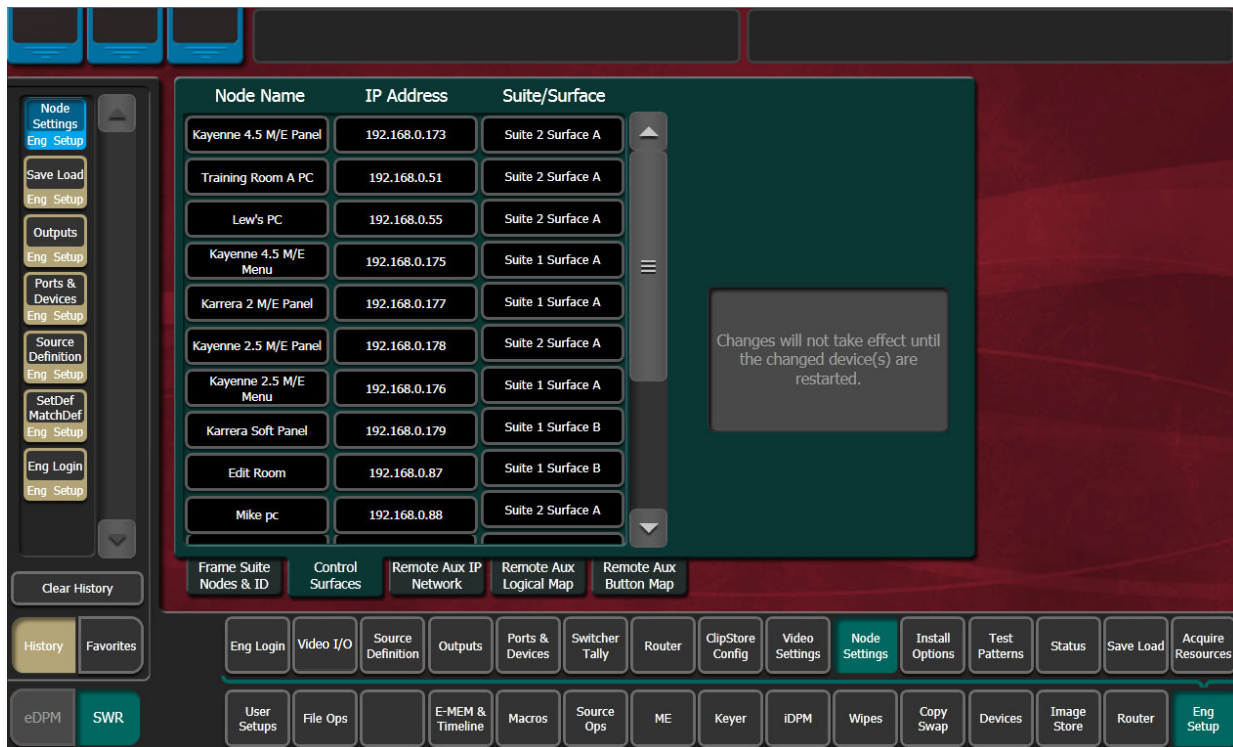 Node
Settings
Eng Setup
Save Load
Eng Setup
Outputs
Eng Setup
Ports &
Devices
Eng Setup
Source
Definition
Eng Setup
SetDef
MatchDef
Eng Setup
Eng Login
Eng Setup
Clear History
History Favorites
eDPM SWR
Node Name IP Address Suite/Surface
Kayenne 4.5 M/E Panel 192.168.0.173 Suite 2 Surface A
Training Room A PC 192.168.0.51 Suite 2 Surface A
Lew's PC 192.168.0.55 Suite 2 Surface A
Kayenne 4.5 M/E
Menu 192.168.0.175 Suite 1 Surface A
Karrera 2 M/E Panel 192.168.0.177 Suite 1 Surface A
Kayenne 2.5 M/E Panel 192.168.0.178 Suite 2 Surface A
Kayenne 2.5 M/E
Menu 192.168.0.176 Suite 1 Surface A
Karrera Soft Panel 192.168.0.179 Suite 1 Surface B
Edit Room 192.168.0.87 Suite 1 Surface B
Mike pc 192.168.0.88 Suite 2 Surface A
Changes will not take effect until
the changed device(s) are
restarted.
Frame Suite
Nodes & ID
Control
Surfaces
Remote Aux IP
Network
Remote Aux
Logical Map
Remote Aux
Button Map
Eng Login
Video I/O
Source
Definition
Outputs
Ports &
Devices
Switcher
Tally
Router
ClipStore
Config
Video
Settings
Node
Settings
Install
Options
Test
Patterns
Status
Save Load
Acquire
Resources
User
Setups
File Ops
E-MEM &
Timeline
Macros
Source
Ops
ME
Keyer
iDPM
Wipes
Copy
Swap
Devices
Image
Store
Router
Eng
Setup